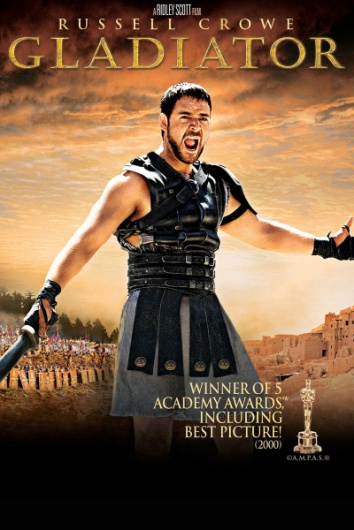 A RIDLEY SCOTT FILM
RUSSELL CROWE
GLADIATOR
WINNER OF 5
ACADEMY AWARDS,®
INCLUDING
BEST PICTURE!
(2000)
©A.M.P.A.S.®